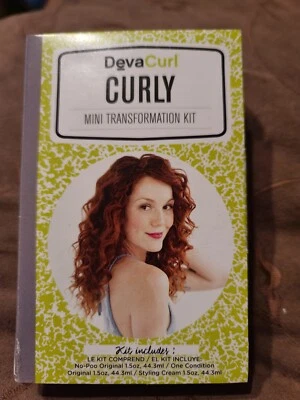 DevaCurl
CURLY
MINI TRANSFORMATION KIT
Kit includes:
LE KIT COMPREND / EL KIT INCLUYE:
No-Poo Original 1.5oz, 44.3ml / One Condition
Original 1.5oz, 44.3ml / Styling Cream 1.5oz, 44.3ml